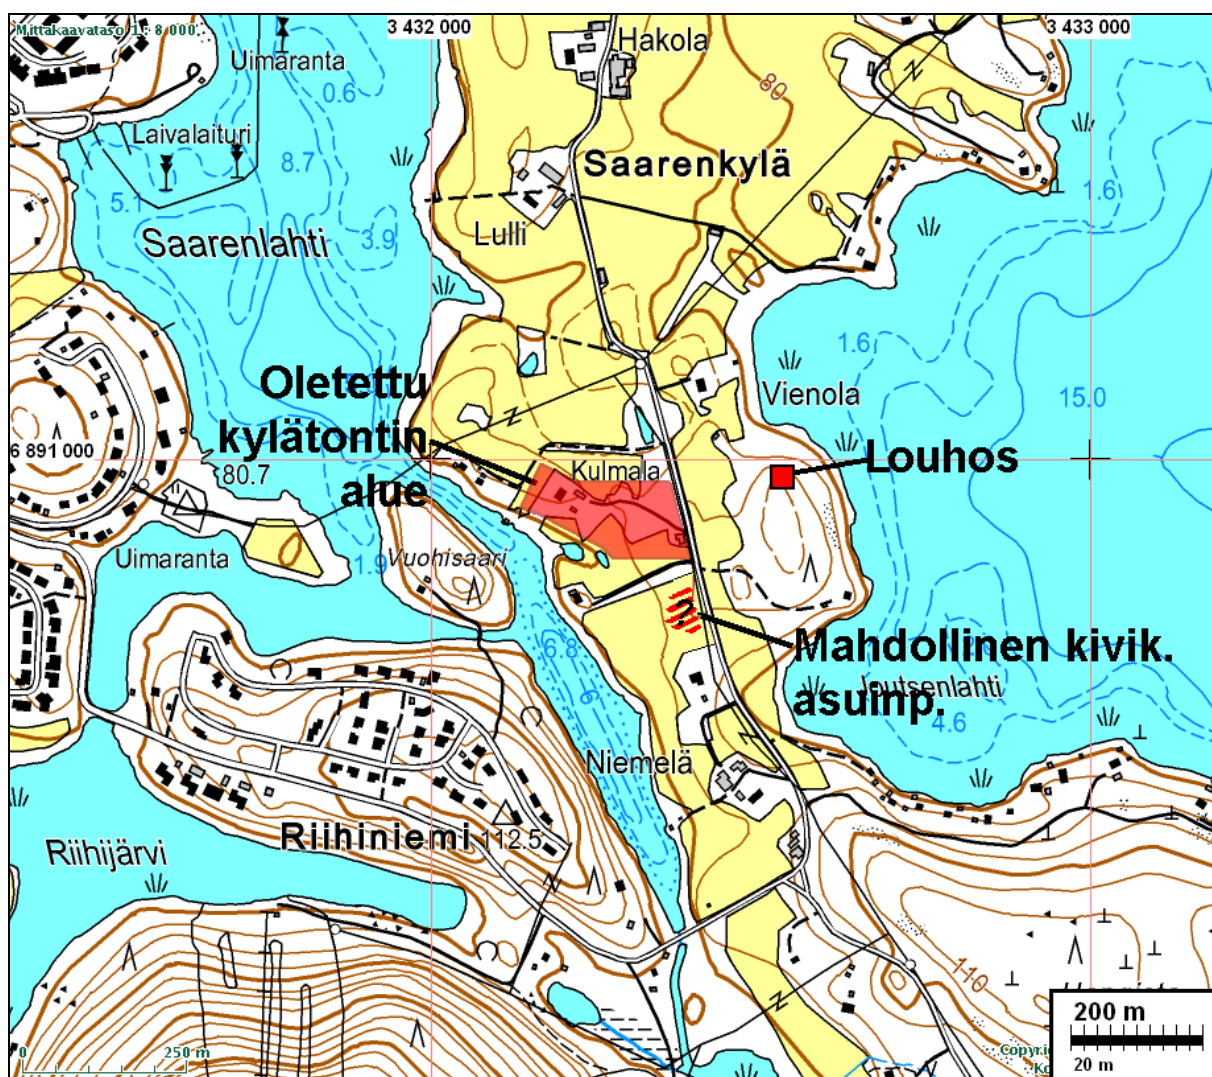 Mittakaavataso 1 : 8 000
3 432 000
3 433 000
Hakola
Uimaranta
80
0.6
Laivalaituri
8.7
Saarenkylä
1.6
5.1
Lulli
3.9
Saarenlahti
1.6
Vienola
15.0
Oletettu
kylätontin
alue
6 891 000
80.7
Kulmala
Louhos
Uimaranta
1.9
Vuohisaari
6.8
Mahdollinen kivik.
asuinp.
Joutsenlahti
4.6
Niemelä
Riihiniemi
112.5
Riihijärvi
110
200 m
20 m
0
250 m